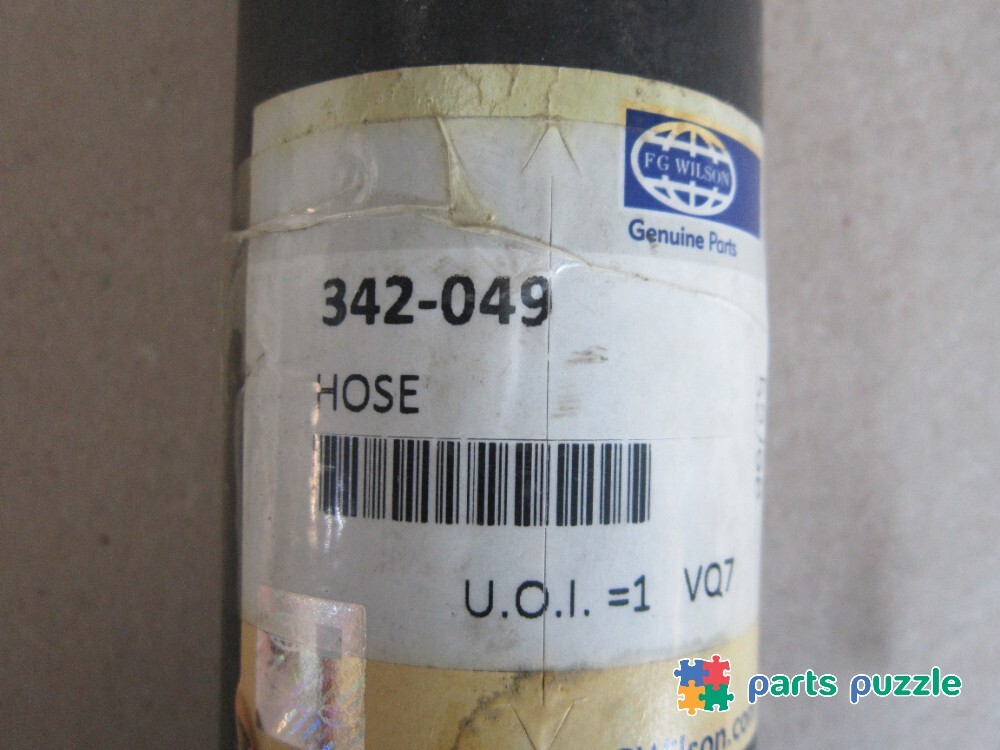 FG WILSON
Genuine Parts
342-049
HOSE
U.O.I. =1 VQ7
parts puzzle